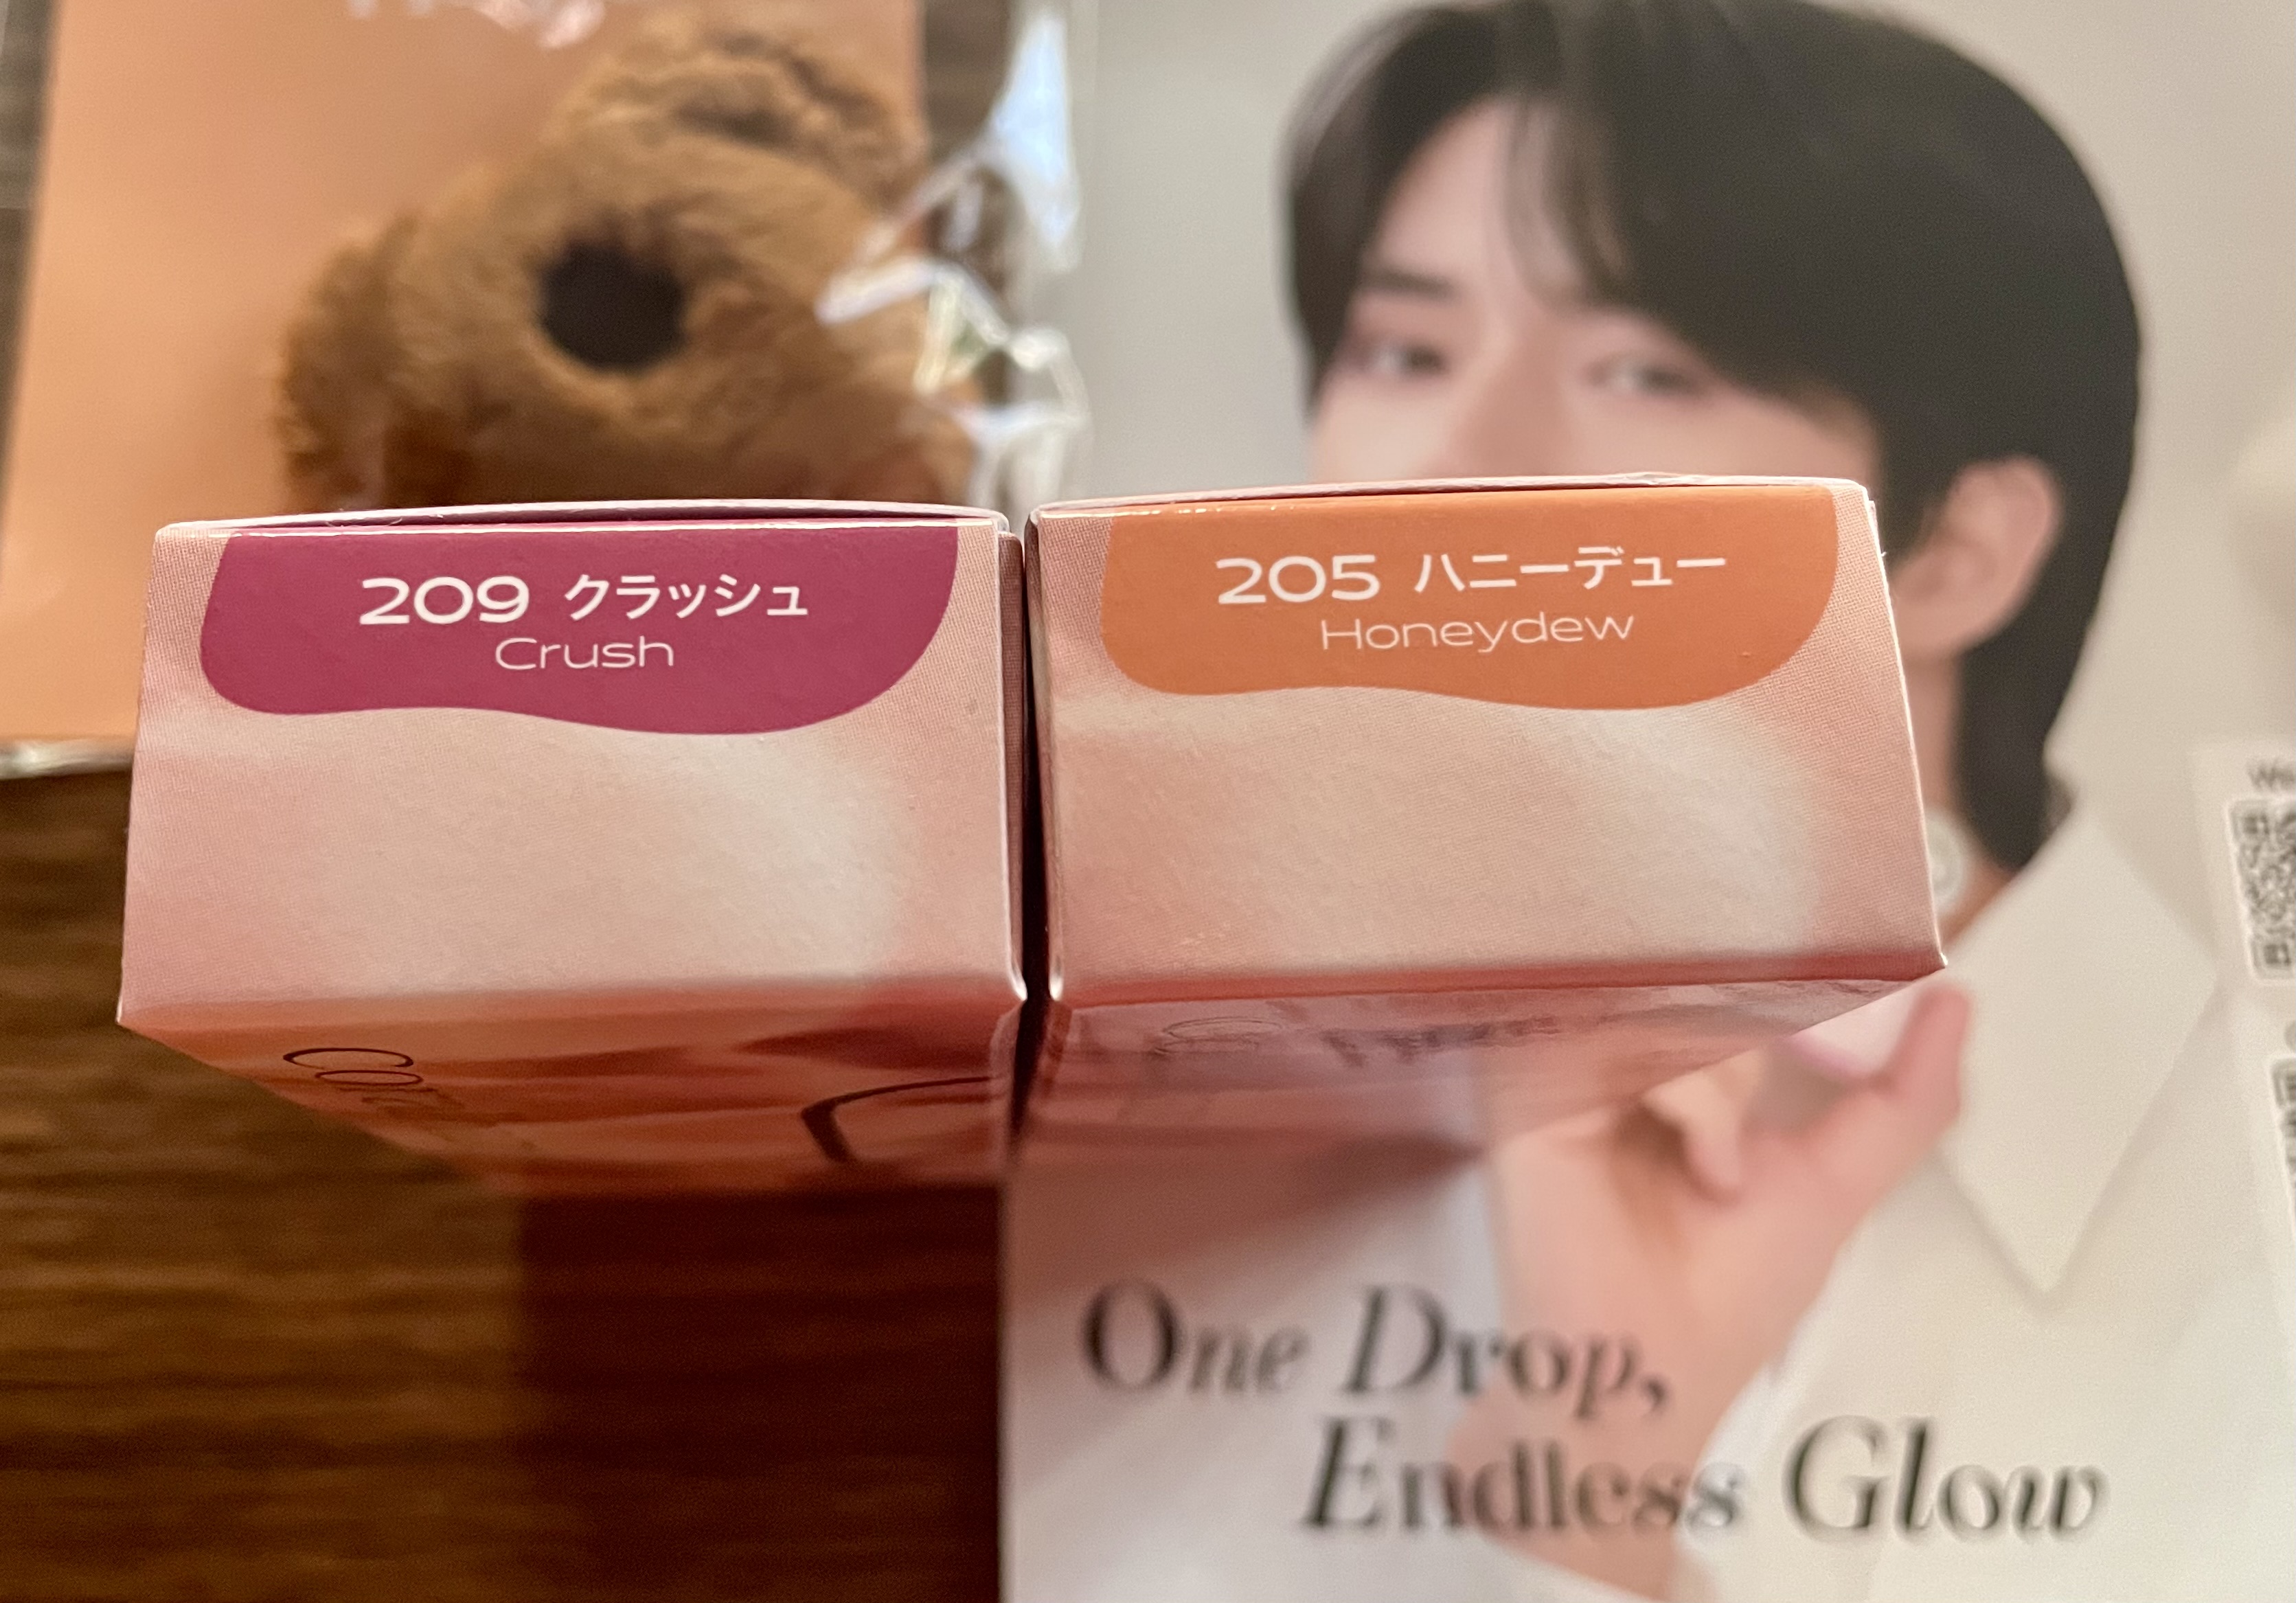 209 クラッシュ
Crush
205 ハニーデュー
Honeydew
One Drop,
Endless Glow